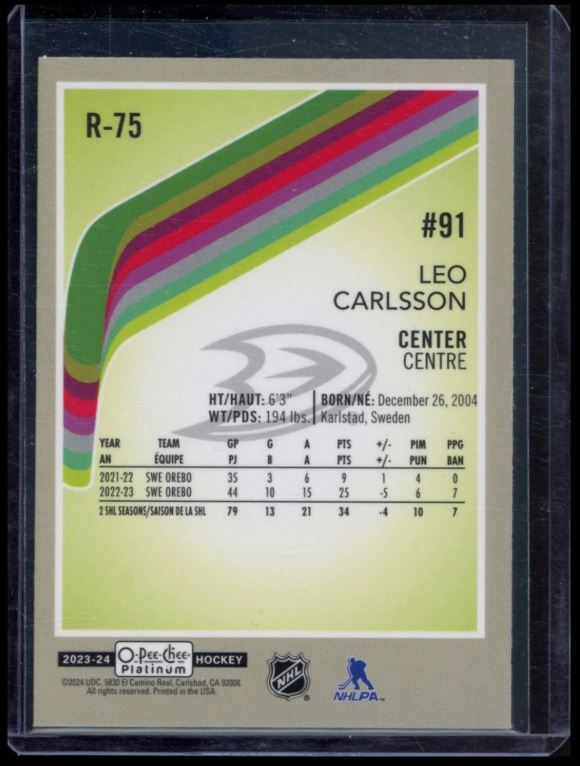 R-75
#91
LEO
CARLSSON
CENTER
CENTRE
HT/HAUT: 6'3" | BORN/NÉ: December 26, 2004
WT/PDS: 194 lbs. | Karlstad, Sweden
YEAR TEAM GP G A PTS +/- PIM PPG
AN ÉQUIPE PJ B A PTS +/- PUN BAN
2021-22 SWE OREBO 35 3 6 9 1 4 0
2022-23 SWE OREBO 44 10 15 25 -5 6 7
2 SHL SEASONS/SAISON DE LA SHL 79 13 21 34 -4 10 7
2023-24 O-Pee-Chee Platinum HOCKEY
©2024 UDC. 5830 El Camino Real, Carlsbad, CA 92008.
All rights reserved. Printed in the USA.
NHL
NHLPA